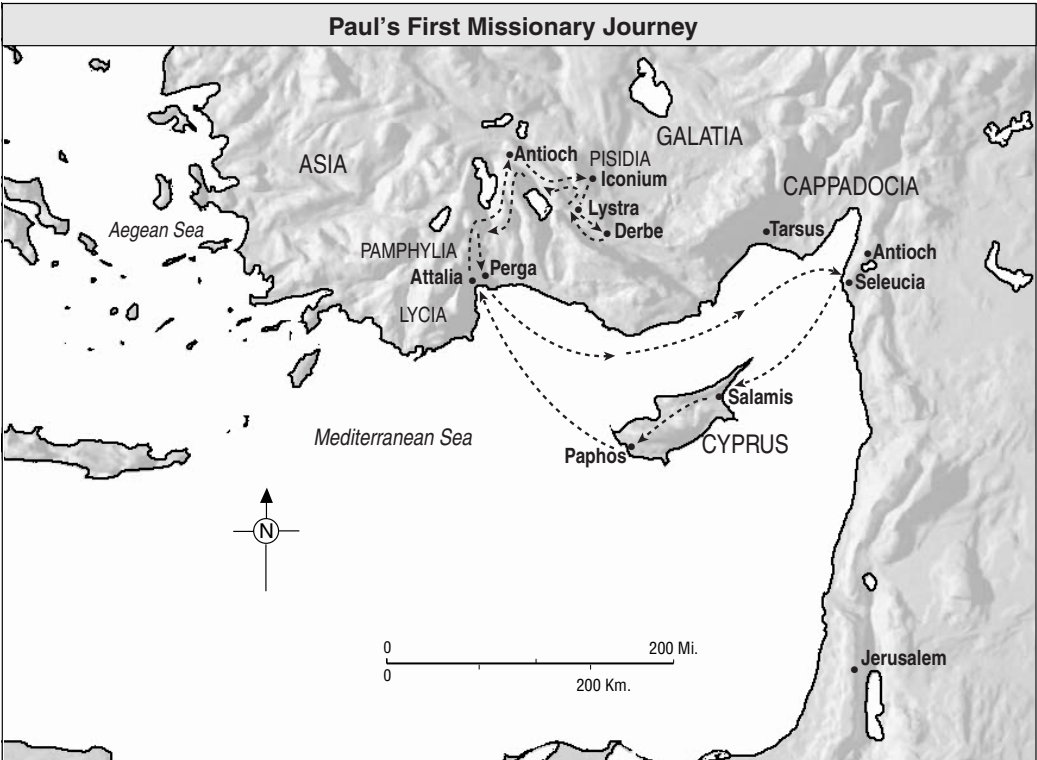 Paul's First Missionary Journey
GALATIA
Antioch
PISIDIA
ASIA
Iconium
CAPPADOCIA
Lystra
Aegean Sea
Derbe
Tarsus
PAMPHYLIA
Antioch
Perga
Attalia
Seleucia
LYCIA
Salamis
Mediterranean Sea
CYPRUS
Paphos
N
0
200 Mi.
0
200 Km.
Jerusalem